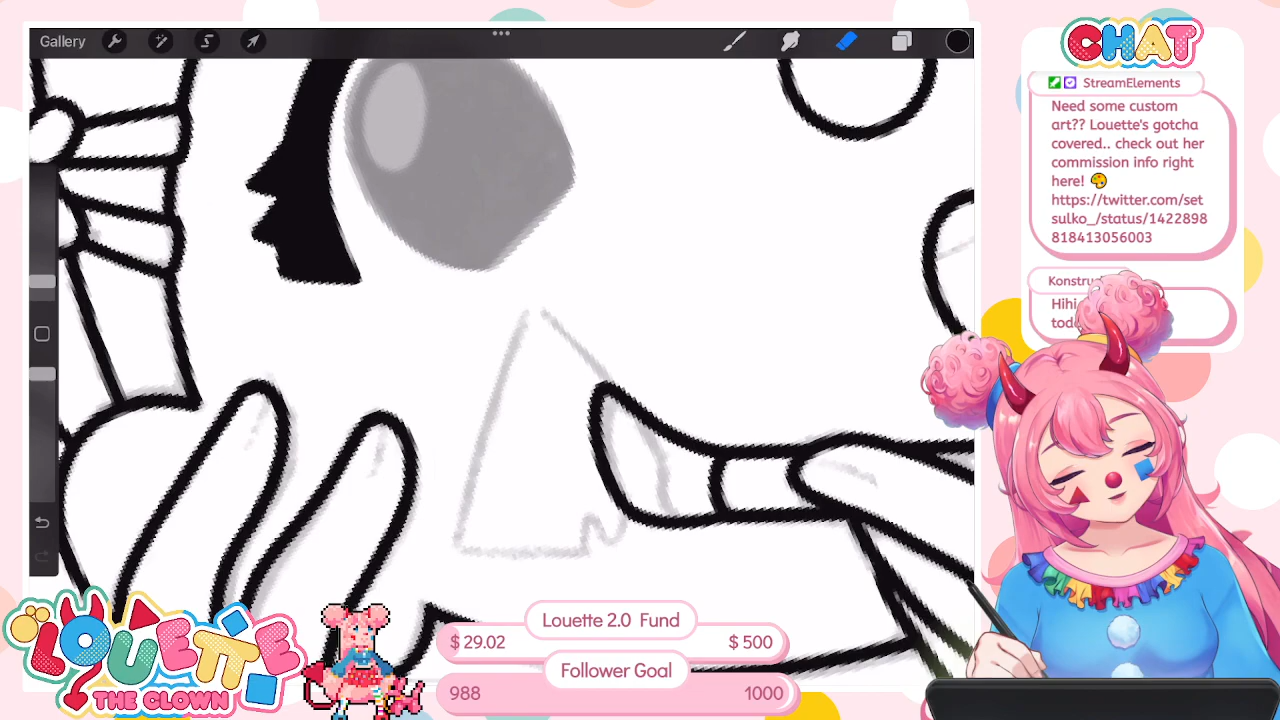 Gallery
CHAT
StreamElements
Need some custom
art?? Louette's gotcha
covered.. check out her
commission info right
here! 🎨
https://twitter.com/set
sulko_/status/1422898
818413056003
Hihi
LOUETTE
THE CLOWN
Louette 2.0 Fund
$ 29.02
$ 500
Follower Goal
988
1000